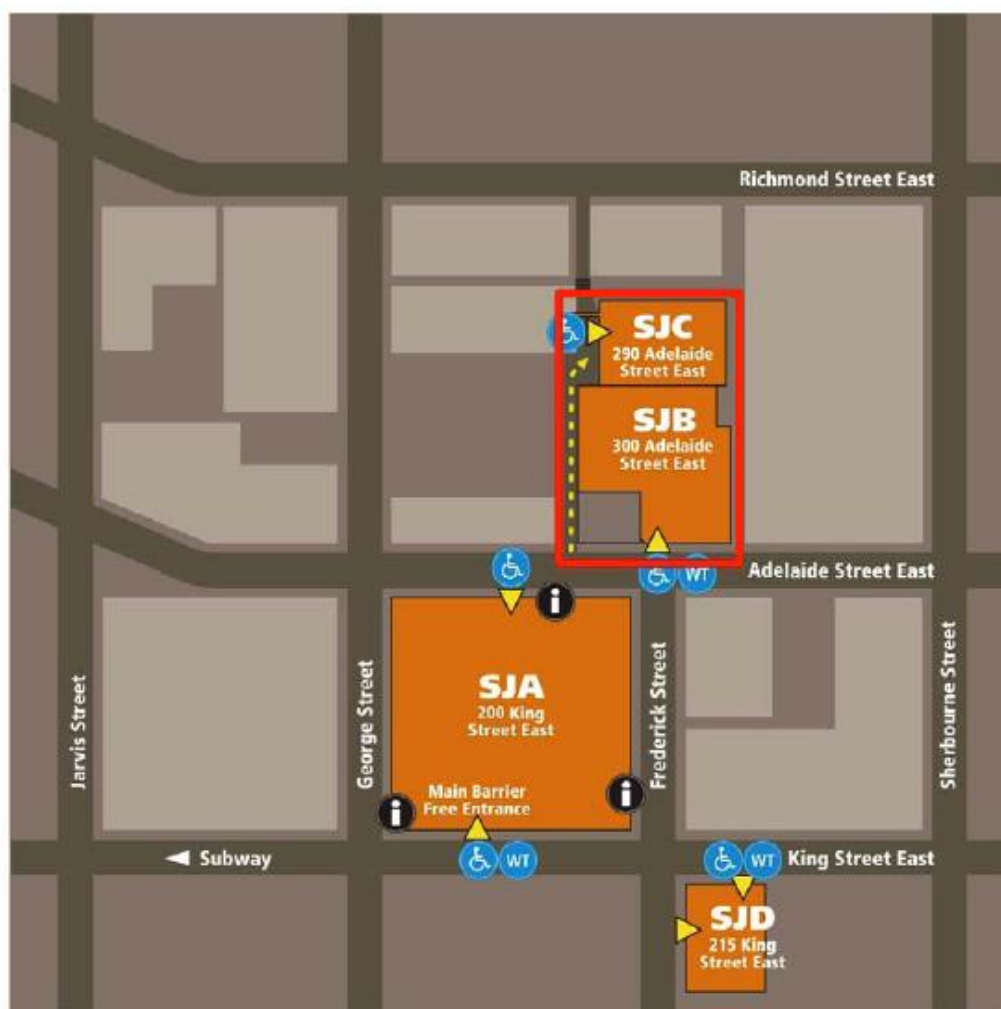 Richmond Street East
SJC
290 Adelaide
Street East
SJB
300 Adelaide
Street East
WT
Adelaide Street East
i
SJA
200 King
Street East
Jarvis Street
George Street
Frederick Street
Sherbourne Street
Main Barrier
Free Entrance
i
i
Subway
WT
WT
King Street East
SJD
215 King
Street East